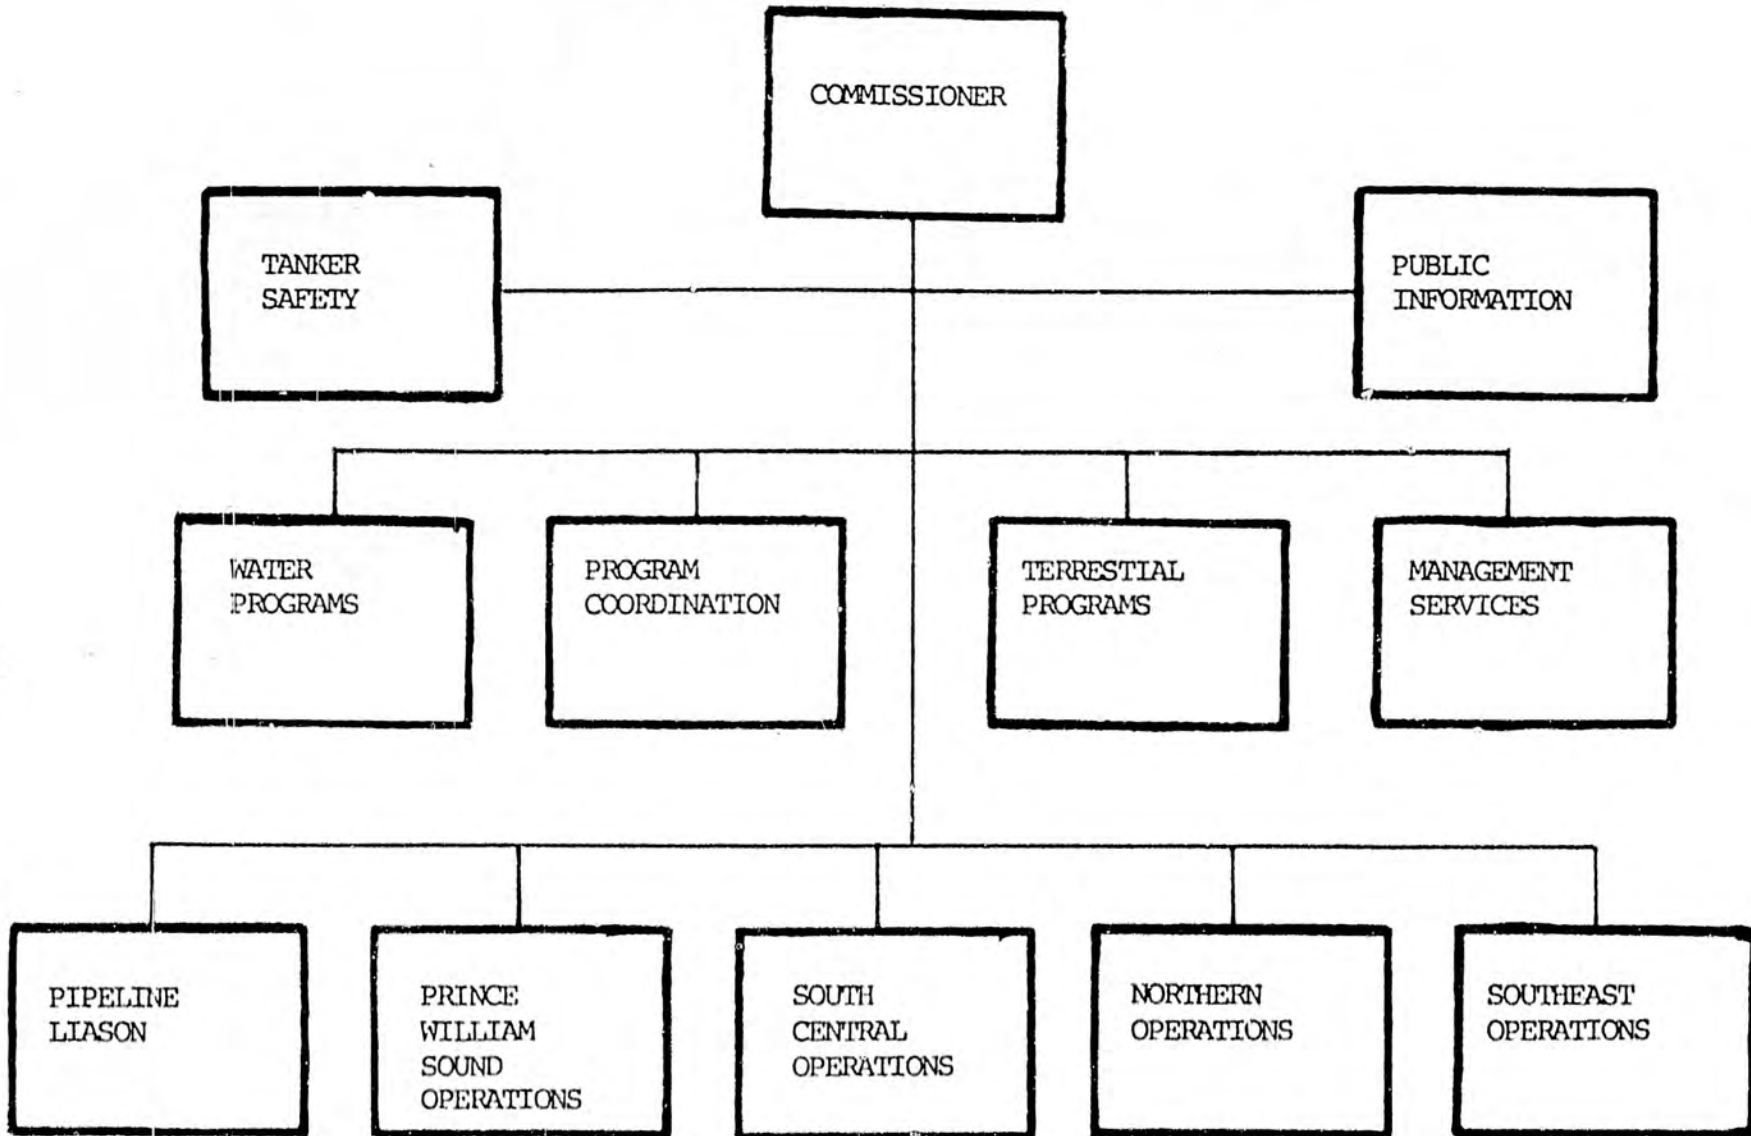 COMMISSIONER
TANKER
SAFETY
PUBLIC
INFORMATION
WATER
PROGRAMS
PROGRAM
COORDINATION
TERRESTIAL
PROGRAMS
MANAGEMENT
SERVICES
PIPELINE
LIASON
PRINCE
WILLIAM
SOUND
OPERATIONS
SOUTH
CENTRAL
OPERATIONS
NORTHERN
OPERATIONS
SOUTHEAST
OPERATIONS